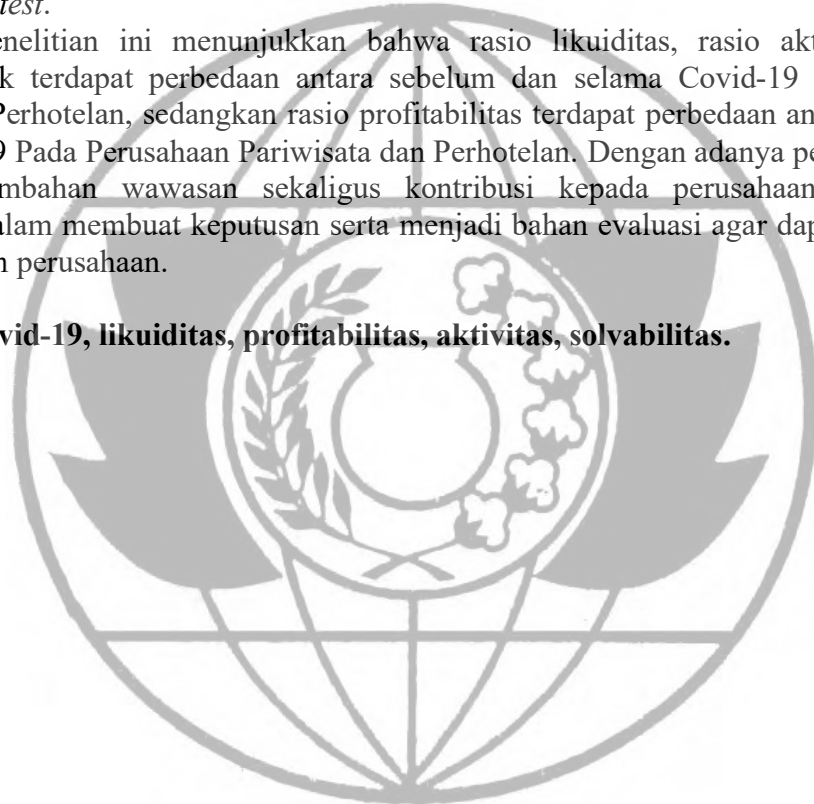 test.
enelitian ini menunjukkan bahwa rasio likuiditas, rasio akt
k terdapat perbedaan antara sebelum dan selama Covid-19
Perhotelan, sedangkan rasio profitabilitas terdapat perbedaan an
9 Pada Perusahaan Pariwisata dan Perhotelan. Dengan adanya pe
mbahan wawasan sekaligus kontribusi kepada perusahaan
alam membuat keputusan serta menjadi bahan evaluasi agar dap
n perusahaan.
vid-19, likuiditas, profitabilitas, aktivitas, solvabilitas.